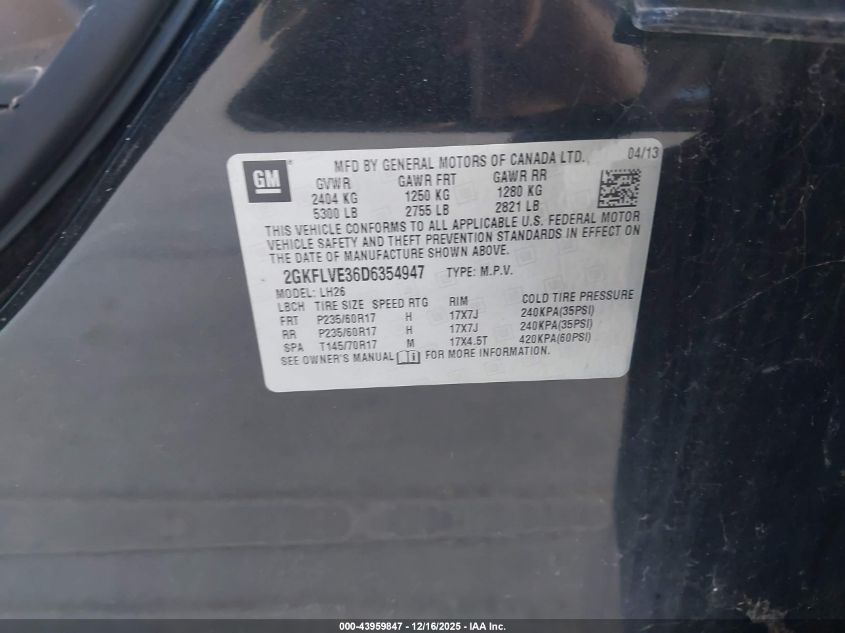 GM
MFD BY GENERAL MOTORS OF CANADA LTD. 04/13
GVWR GAWR FRT GAWR RR
2404 KG 1250 KG 1280 KG
5300 LB 2755 LB 2821 LB
THIS VEHICLE CONFORMS TO ALL APPLICABLE U.S. FEDERAL MOTOR
VEHICLE SAFETY AND THEFT PREVENTION STANDARDS IN EFFECT ON
THE DATE OF MANUFACTURE SHOWN ABOVE.
2GKFLVE36D6354947 TYPE: M.P.V.
MODEL: LH26
LBCH TIRE SIZE SPEED RTG RIM COLD TIRE PRESSURE
FRT P235/60R17 H 17X7J 240KPA(35PSI)
RR P235/60R17 H 17X7J 240KPA(35PSI)
SPA T145/70R17 M 17X4.5T 420KPA(60PSI)
SEE OWNER'S MANUAL FOR MORE INFORMATION.
000-43959847 - 12/16/2025 - IAA Inc.